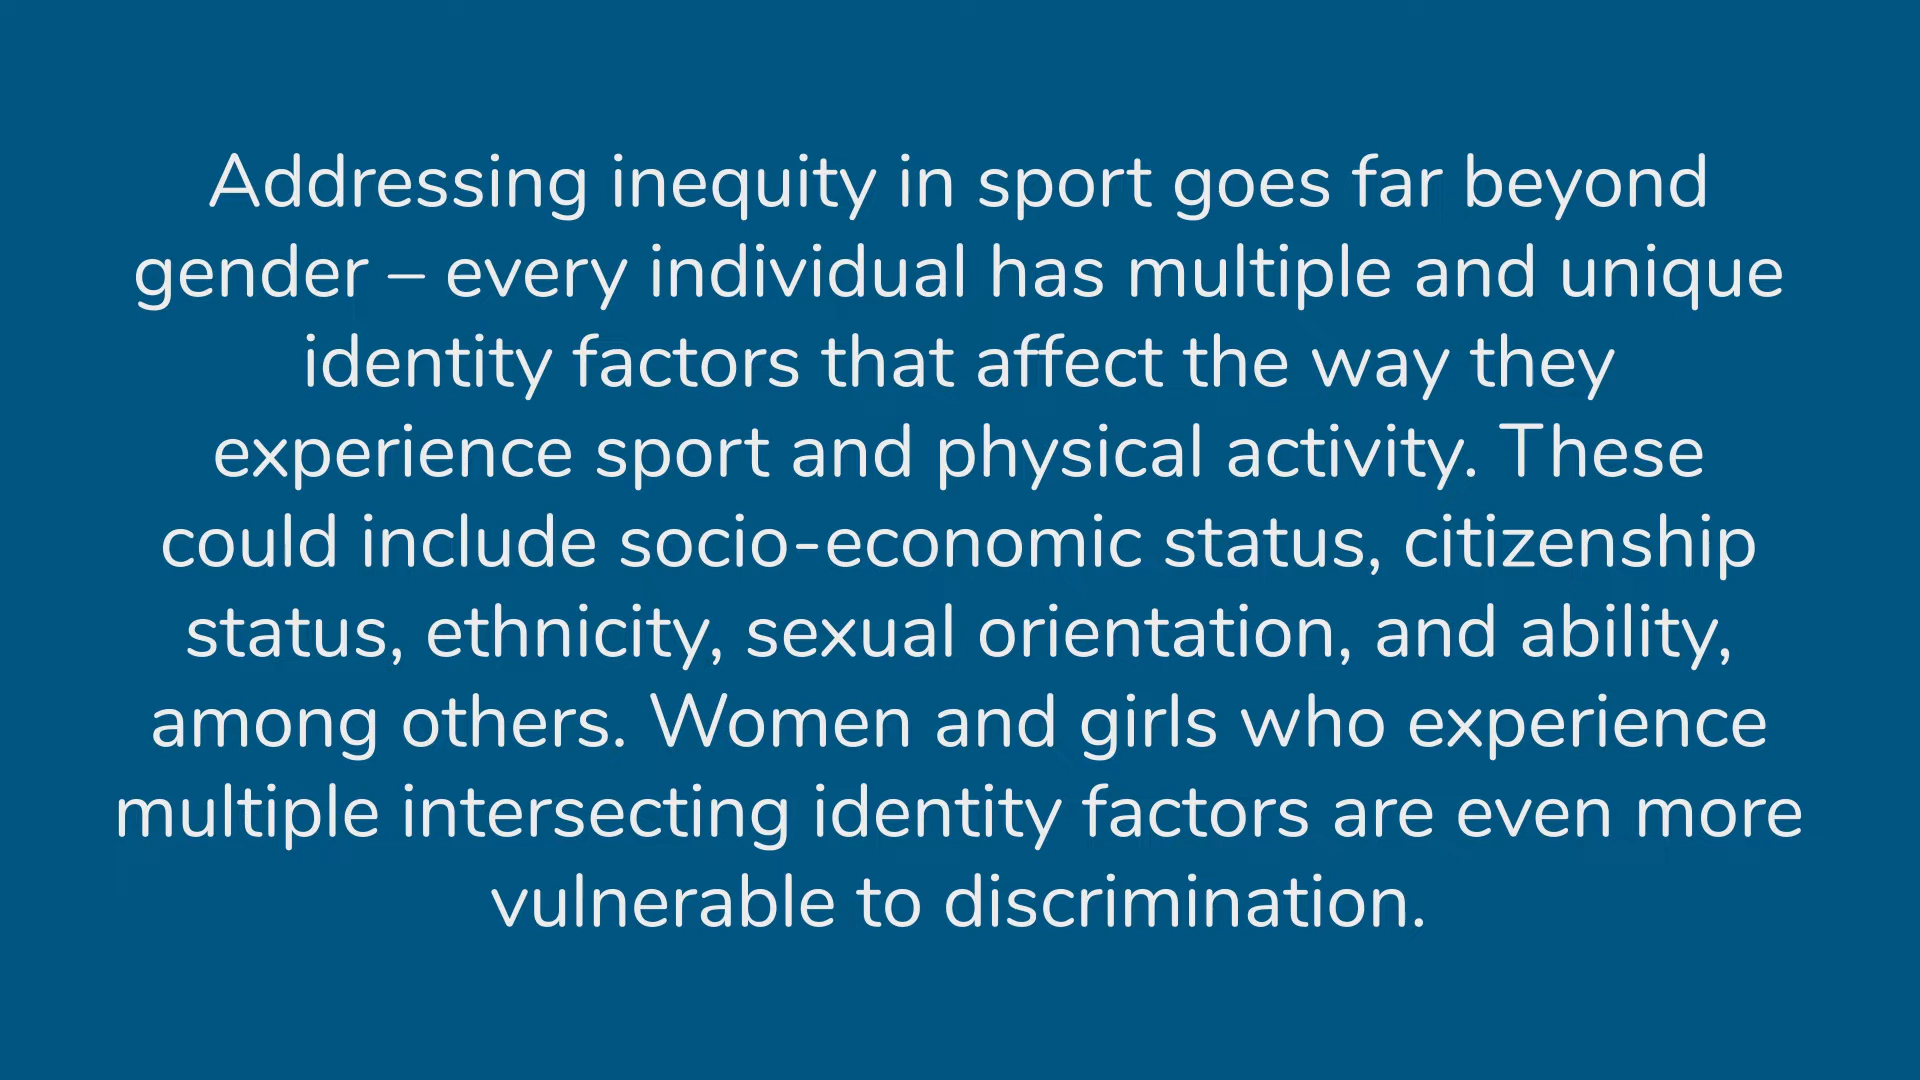 Addressing inequity in sport goes far beyond
gender – every individual has multiple and unique
identity factors that affect the way they
experience sport and physical activity. These
could include socio-economic status, citizenship
status, ethnicity, sexual orientation, and ability,
among others. Women and girls who experience
multiple intersecting identity factors are even more
vulnerable to discrimination.